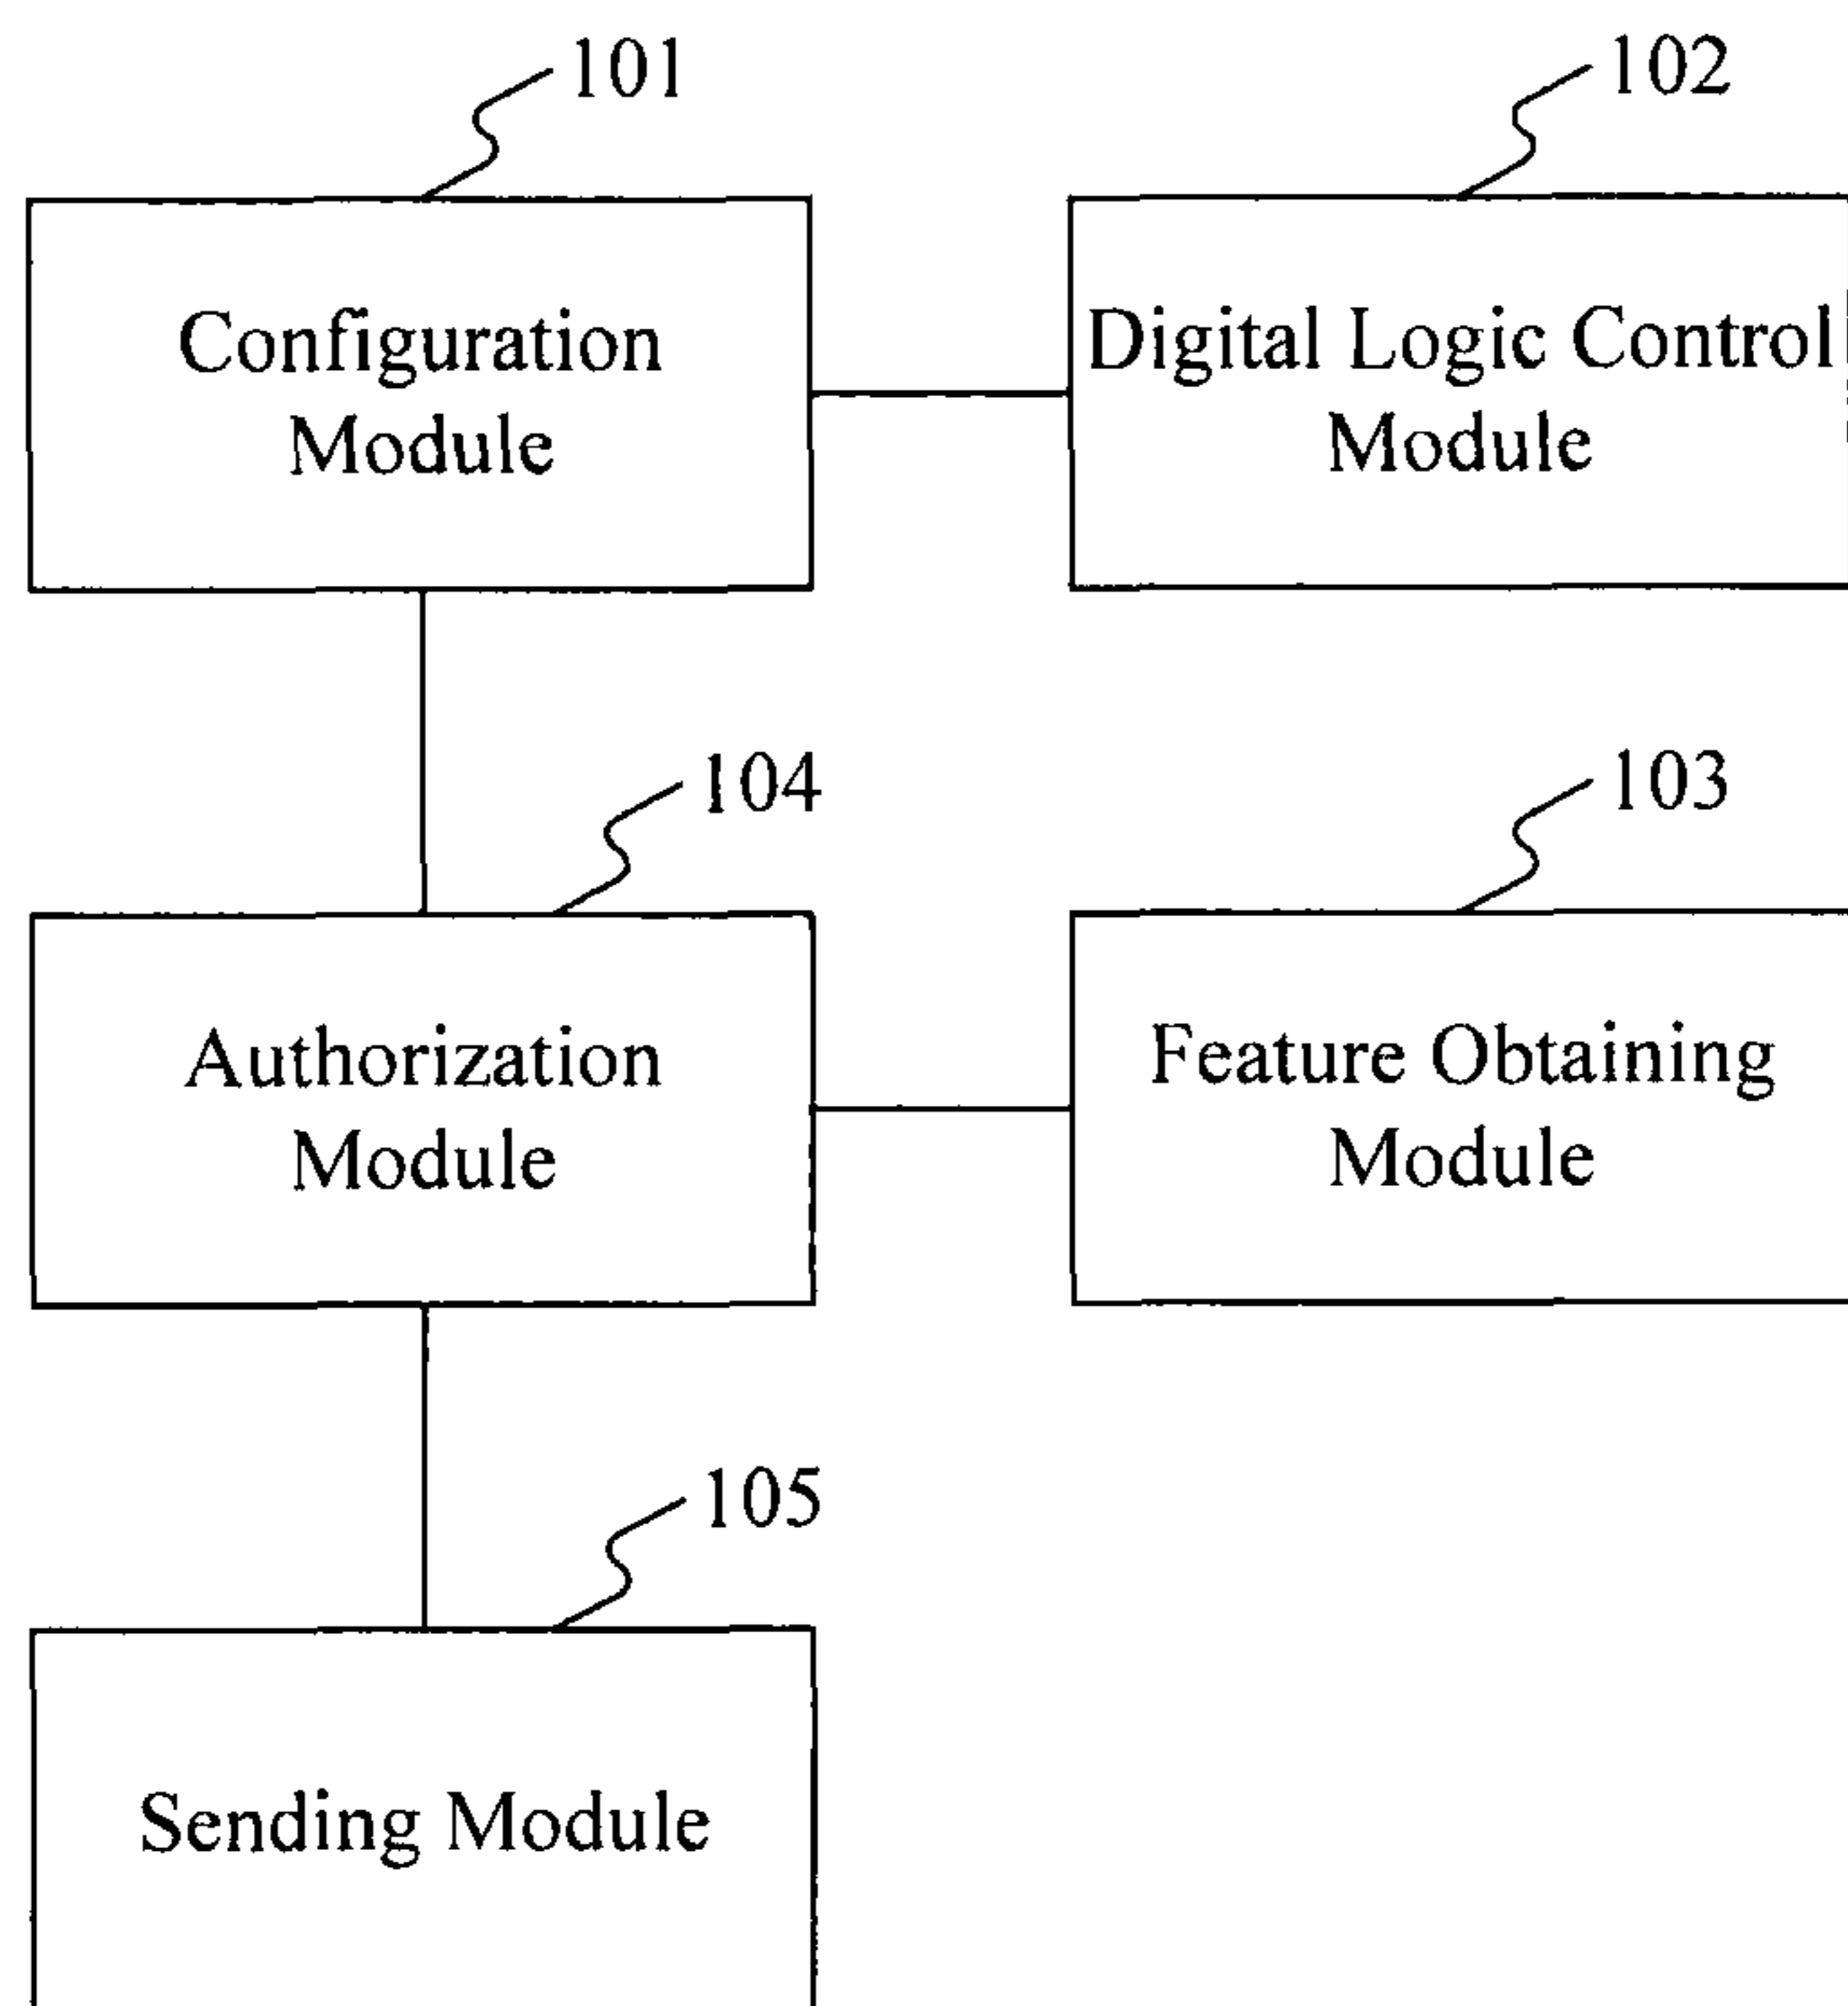 101
102
Configuration
Module
Digital Logic Control
Module
104
103
Authorization
Module
Feature Obtaining
Module
105
Sending Module